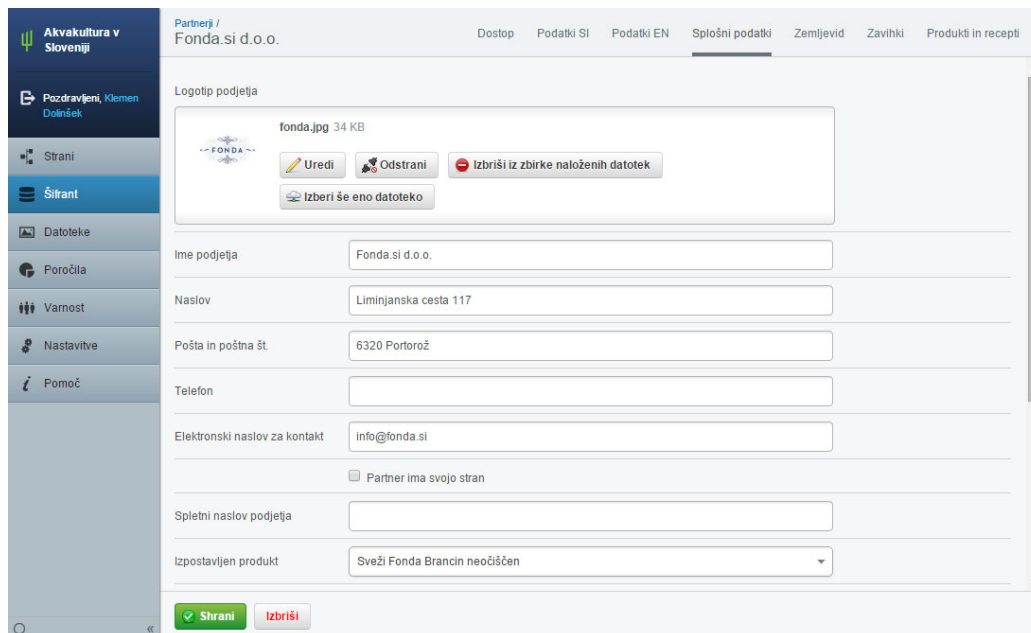 Akvakultura v
Sloveniji
Pozdravljeni, Klemen
Dolinšek
Strani
Šifrant
Datoteke
Poročila
Varnost
Nastavitve
Pomoč
«
Partnerji /
Fonda.si d.o.o.
Dostop Podatki SI Podatki EN Splošni podatki Zemljevid Zavihki Produkti in recepti
Logotip podjetja
FONDA
fonda.jpg 34 KB
Uredi Odstrani Izbriši iz zbirke naloženih datotek
Izberi še eno datoteko
Ime podjetja Fonda.si d.o.o.
Naslov Liminjanska cesta 117
Pošta in poštna št. 6320 Portorož
Telefon
Elektronski naslov za kontakt info@fonda.si
Partner ima svojo stran
Spletni naslov podjetja
Izpostavljen produkt Sveži Fonda Brancin neočiščen
Shrani Izbriši